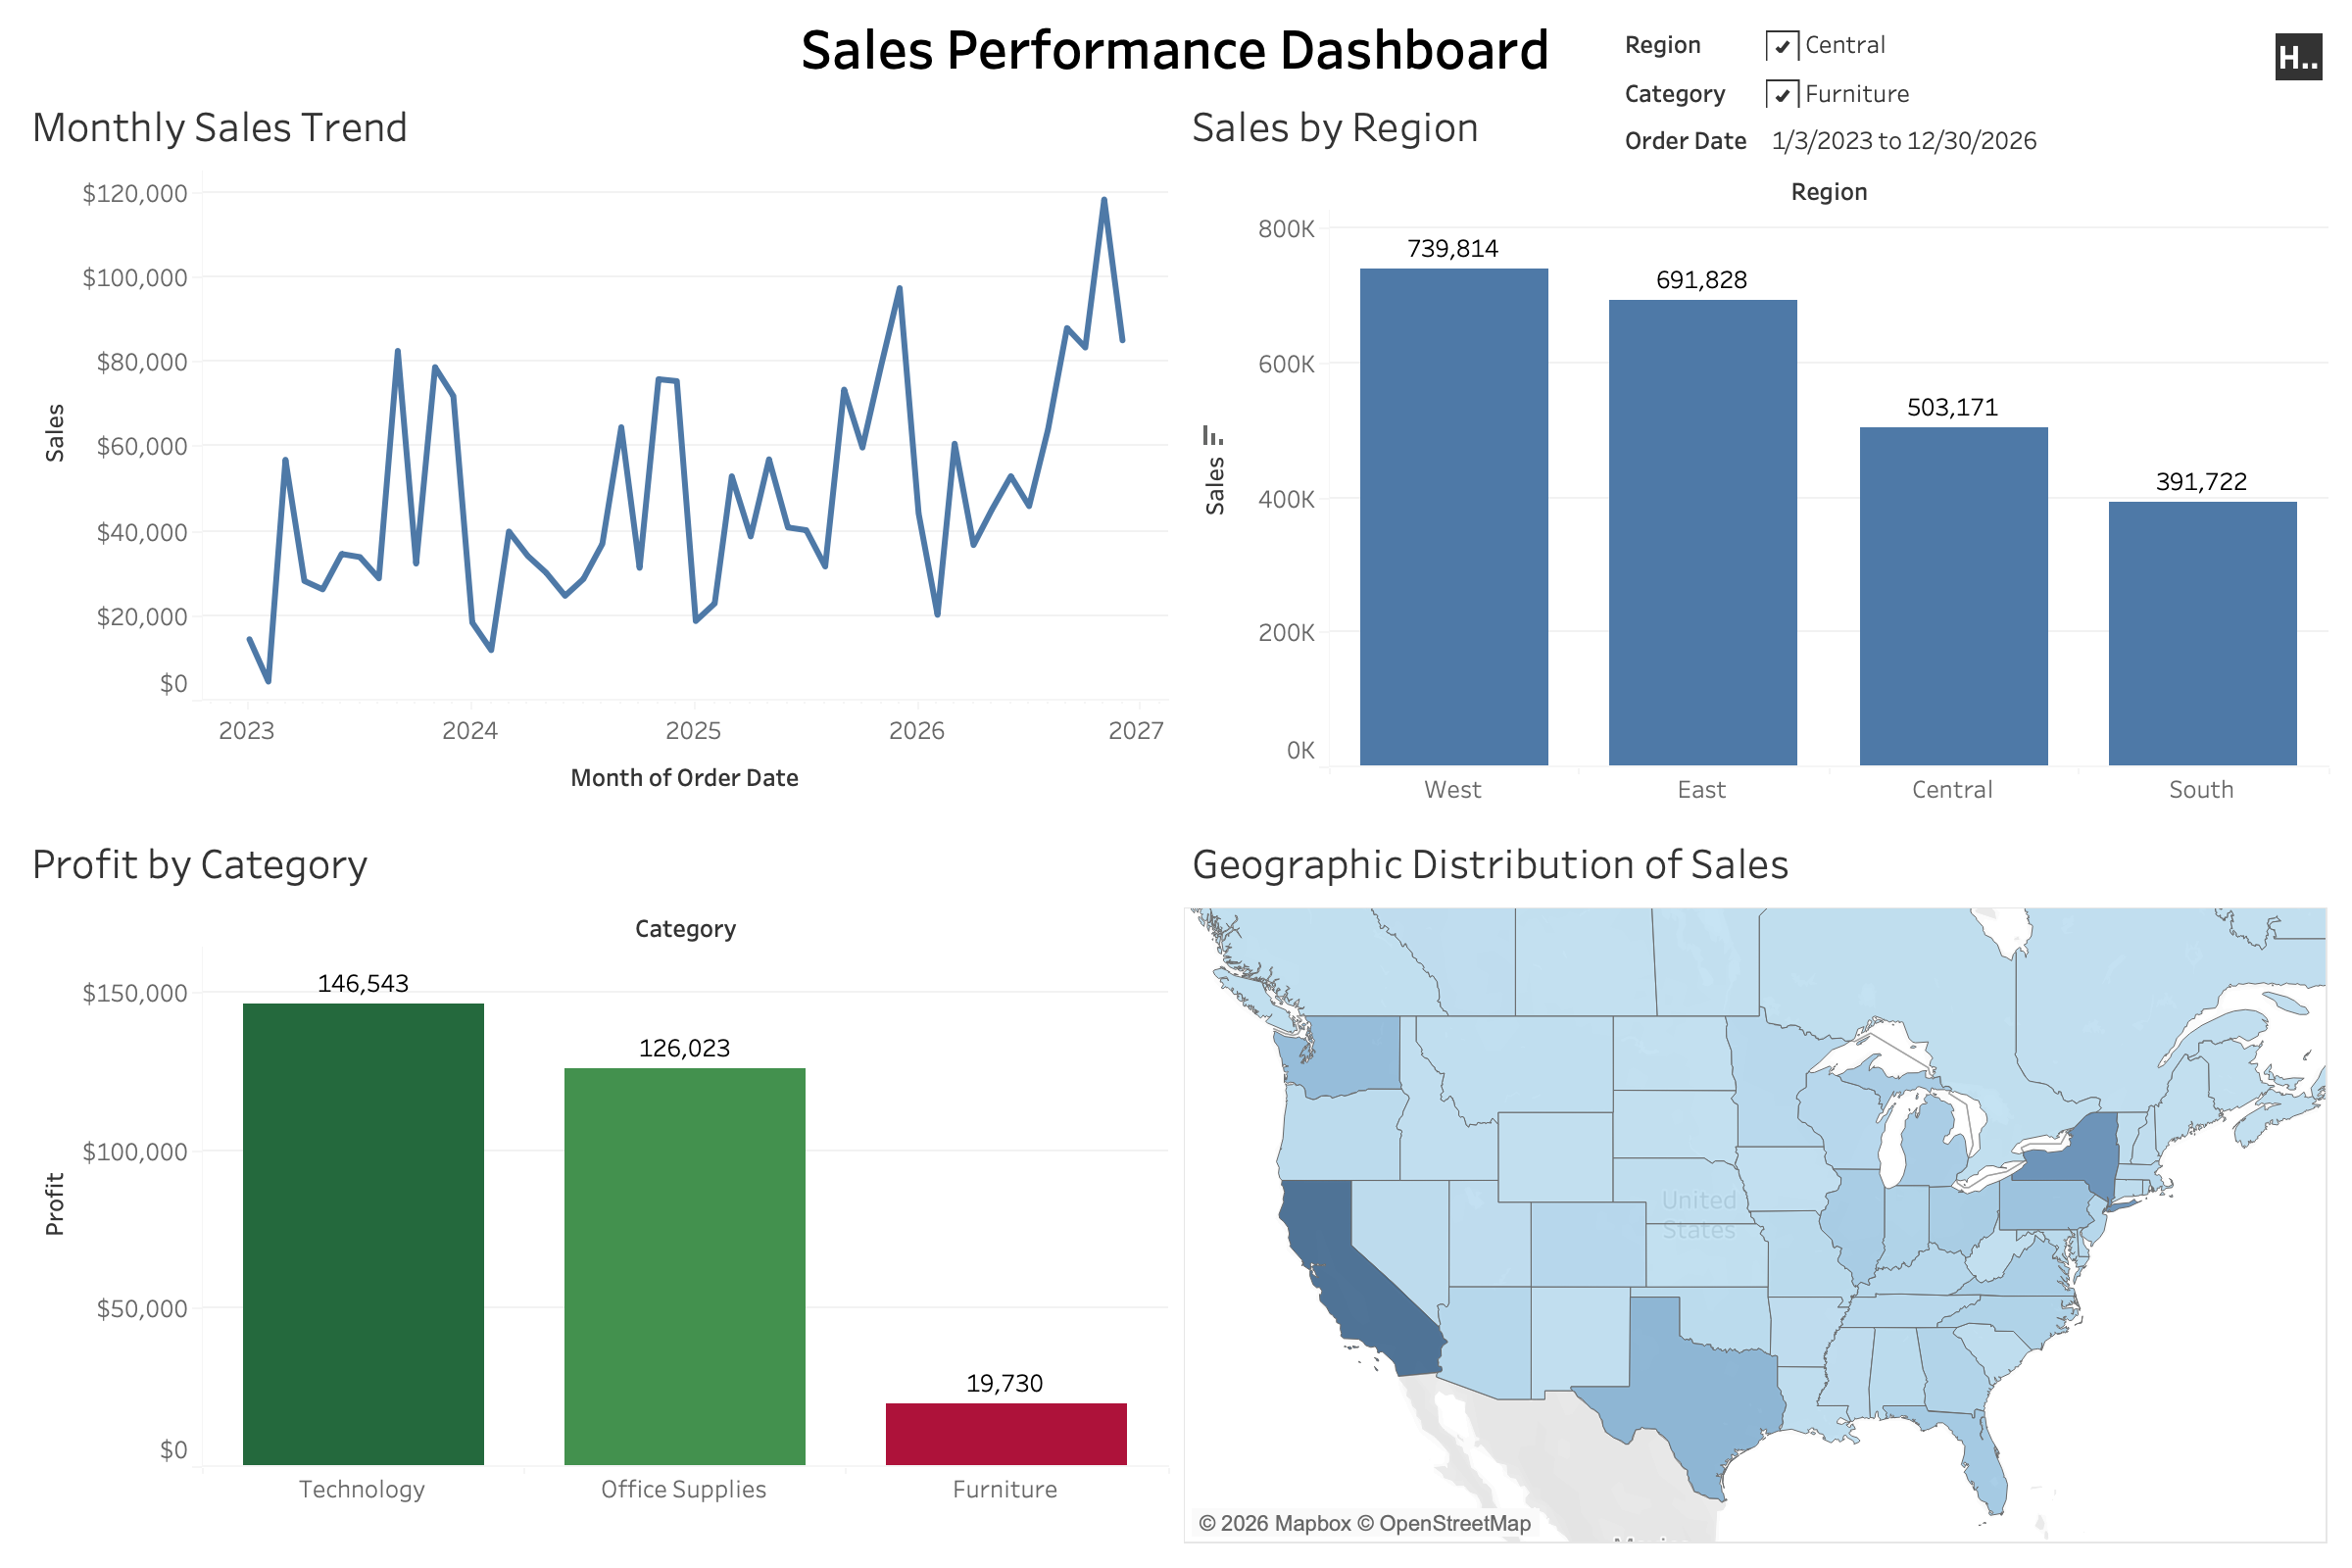 Sales Performance Dashboard
Region
Central
Category
Furniture
Order Date
1/3/2023 to 12/30/2026
H..
Monthly Sales Trend
$120,000
$100,000
$80,000
$60,000
$40,000
$20,000
$0
Sales
2023
2024
2025
2026
2027
Month of Order Date
Sales by Region
Region
800K
600K
400K
200K
0K
Sales
739,814
691,828
503,171
391,722
West
East
Central
South
Profit by Category
Category
$150,000
$100,000
$50,000
$0
Profit
146,543
126,023
19,730
Technology
Office Supplies
Furniture
Geographic Distribution of Sales
United
States
© 2026 Mapbox © OpenStreetMap